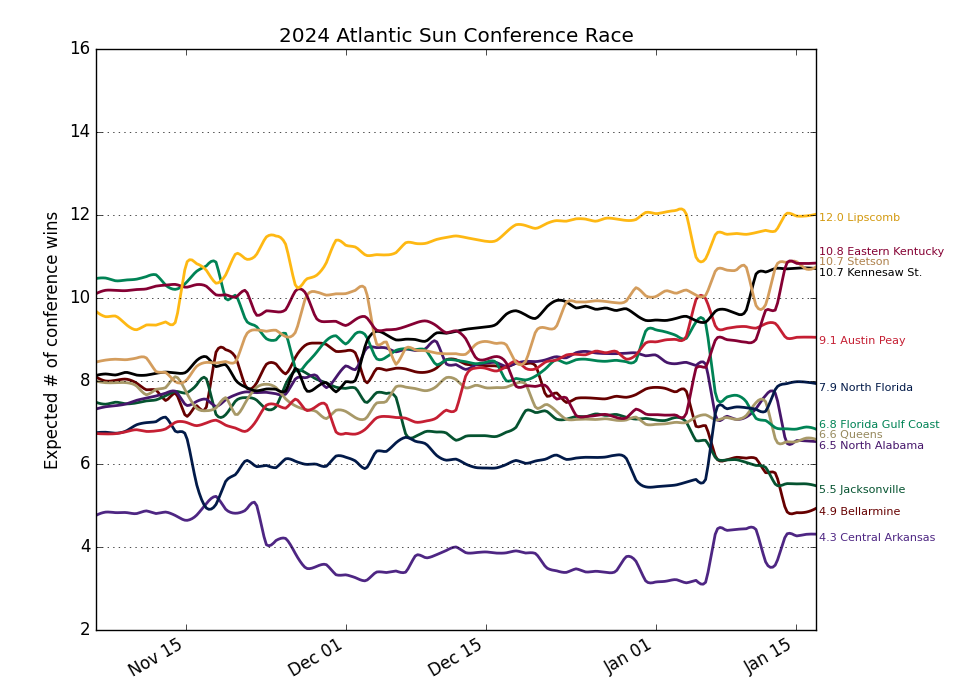 2024 Atlantic Sun Conference Race
Expected # of conference wins
16
14
12
10
8
6
4
2
Nov 15
Dec 01
Dec 15
Jan 01
Jan 15
12.0 Lipscomb
10.8 Eastern Kentucky
10.7 Stetson
10.7 Kennesaw St.
9.1 Austin Peay
7.9 North Florida
6.8 Florida Gulf Coast
6.6 Queens
6.5 North Alabama
5.5 Jacksonville
4.9 Bellarmine
4.3 Central Arkansas